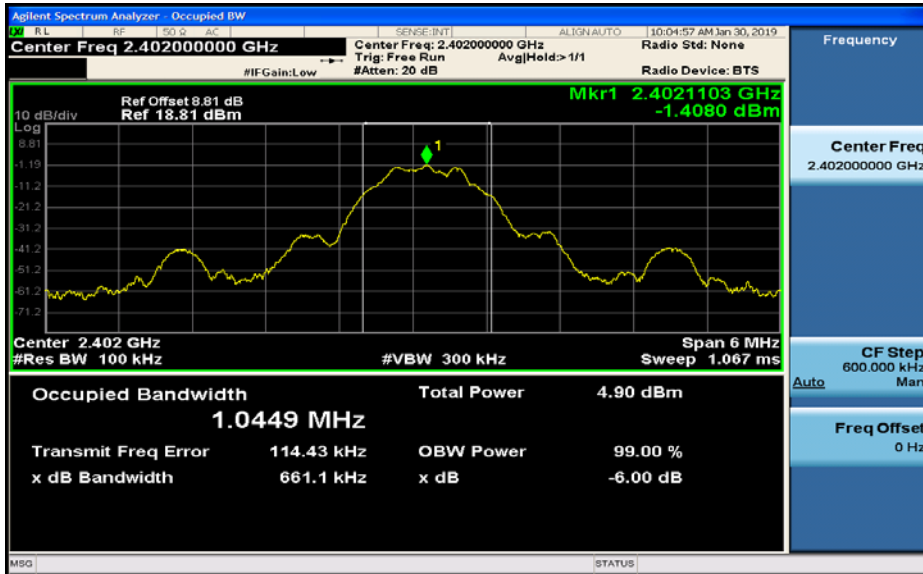 Agilent Spectrum Analyzer - Occupied BW
RL RF 50 Ω AC SENSE:INT ALIGN AUTO 10:04:57 AM Jan 30, 2019
Center Freq 2.402000000 GHz
Center Freq: 2.402000000 GHz
Radio Std: None
Trig: Free Run Avg|Hold:>1/1
#IFGain:Low #Atten: 20 dB
Radio Device: BTS
Ref Offset 8.81 dB
10 dB/div Ref 18.81 dBm
Mkr1 2.4021103 GHz
-1.4080 dBm
Log
8.81
-1.19
-11.2
-21.2
-31.2
-41.2
-51.2
-61.2
-71.2
1
Center 2.402 GHz Span 6 MHz
#Res BW 100 kHz #VBW 300 kHz Sweep 1.067 ms
Occupied Bandwidth Total Power 4.90 dBm
1.0449 MHz
Transmit Freq Error 114.43 kHz OBW Power 99.00 %
x dB Bandwidth 661.1 kHz x dB -6.00 dB
MSG STATUS
Frequency
Center Freq
2.402000000 GHz
CF Step
600.000 kHz
Auto Man
Freq Offset
0 Hz